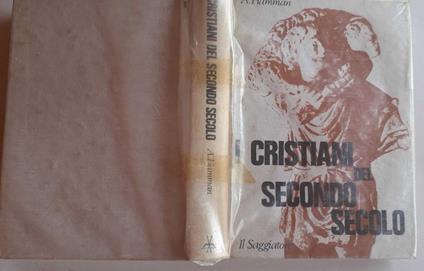 CRISTIANI DEL SECONDO SECOLO
A. Hamman
A. Hamman
I CRISTIANI
DEL
SECONDO
SECOLO
Il Saggiatore